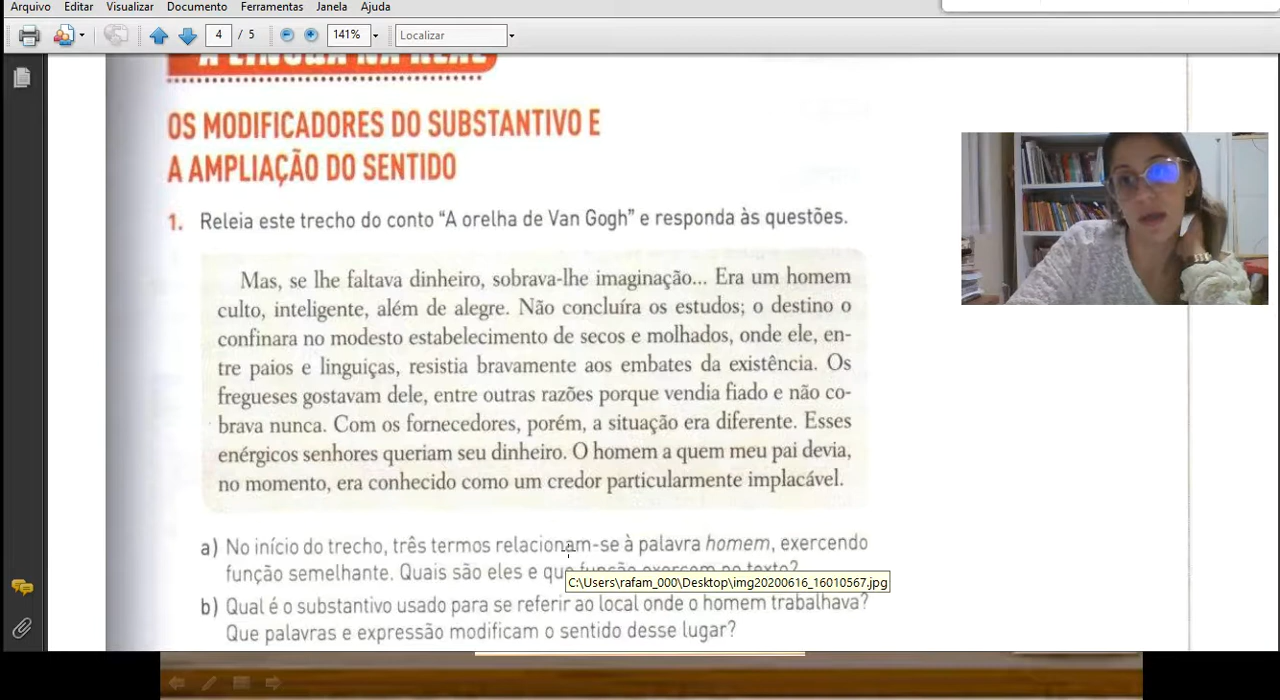 Arquivo Editar Visualizar Documento Ferramentas Janela Ajuda
4 / 5 141% Localizar
A LÍNGUA NA REAL
OS MODIFICADORES DO SUBSTANTIVO E
A AMPLIAÇÃO DO SENTIDO
1. Releia este trecho do conto “A orelha de Van Gogh” e responda às questões.
Mas, se lhe faltava dinheiro, sobrava-lhe imaginação... Era um homem
culto, inteligente, além de alegre. Não concluíra os estudos; o destino o
confinara no modesto estabelecimento de secos e molhados, onde ele, en-
tre paios e linguiças, resistia bravamente aos embates da existência. Os
fregueses gostavam dele, entre outras razões porque vendia fiado e não co-
brava nunca. Com os fornecedores, porém, a situação era diferente. Esses
enérgicos senhores queriam seu dinheiro. O homem a quem meu pai devia,
no momento, era conhecido como um credor particularmente implacável.
a) No início do trecho, três termos relacionam-se à palavra homem, exercendo
função semelhante. Quais são eles e que função exercem no texto?
C:\Users\rafam_000\Desktop\img20200616_16010567.jpg
b) Qual é o substantivo usado para se referir ao local onde o homem trabalhava?
Que palavras e expressão modificam o sentido desse lugar?